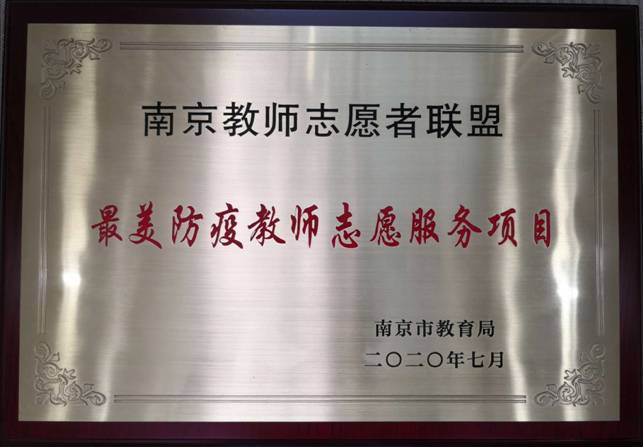 南京教师志愿者联盟
最美防疫教师志愿服务项目
南京市教育局
二〇二〇年七月